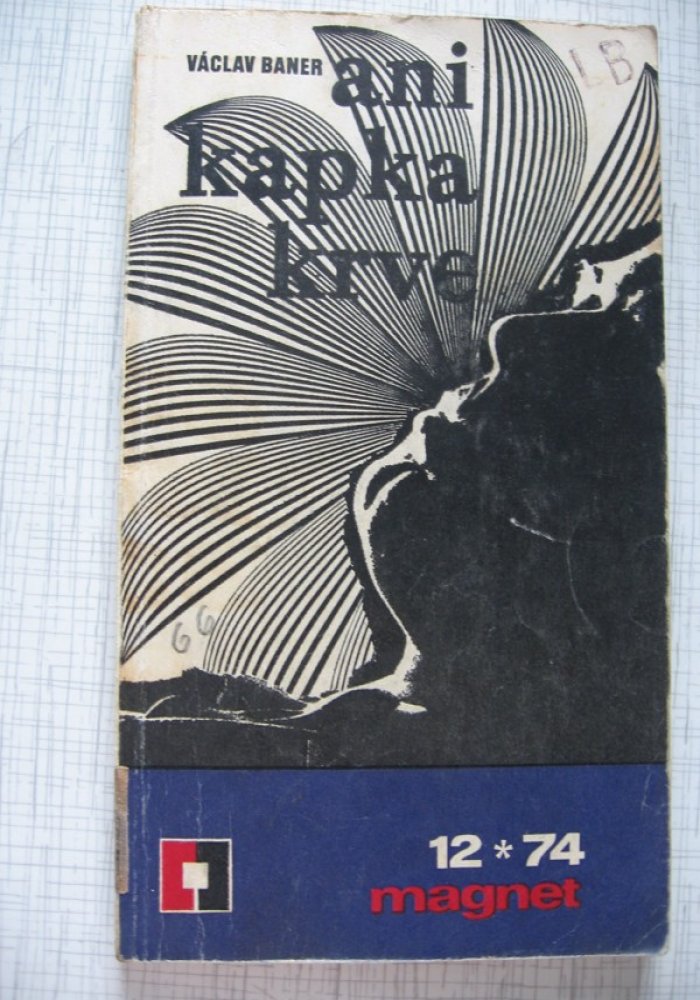 VÁCLAV BANER
ani
kapka
krve
LB
66
12 * 74
magnet